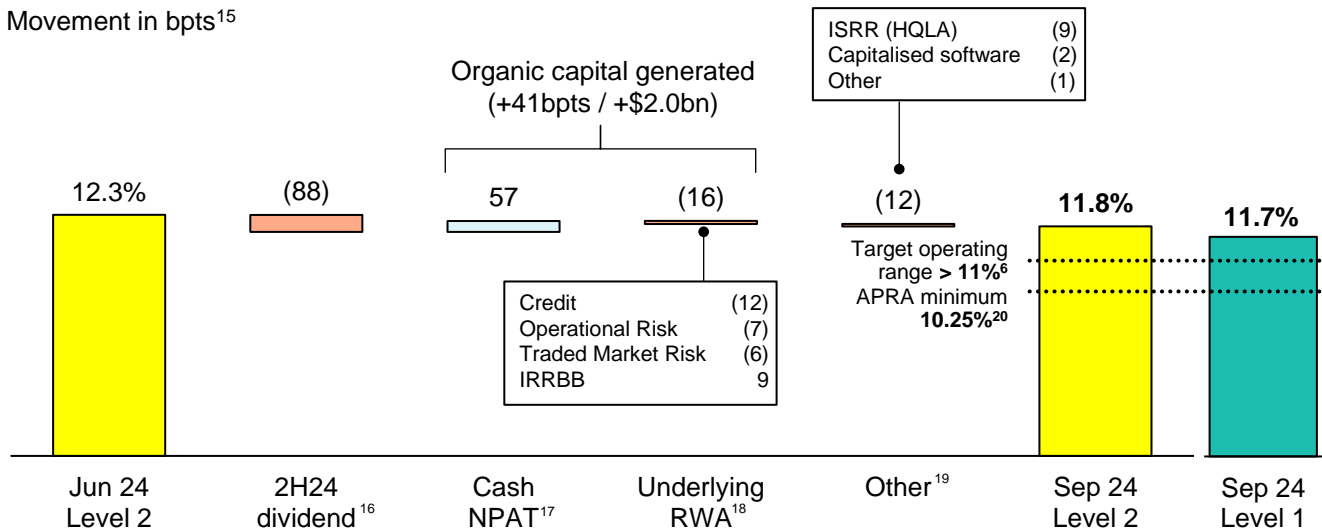 Movement in bpts15
ISRR (HQLA) (9)
Capitalised software (2)
Other (1)
Organic capital generated
(+41bpts / +$2.0bn)
12.3%
(88)
57
(16)
(12)
11.8%
11.7%
Target operating
range > 11%6
APRA minimum
10.25%20
Credit (12)
Operational Risk (7)
Traded Market Risk (6)
IRRBB 9
Jun 24
Level 2
2H24
dividend16
Cash
NPAT17
Underlying
RWA18
Other19
Sep 24
Level 2
Sep 24
Level 1